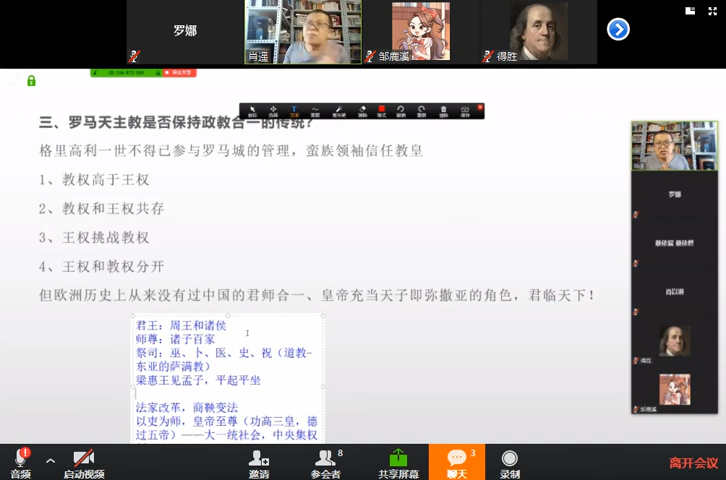 罗娜
肖遥
邹鹿溪
得胜
三、罗马天主教是否保持政教合一的传统?
格里高利一世不得已参与罗马城的管理，蛮族领袖信任教皇
1、教权高于王权
2、教权和王权共存
3、王权挑战教权
4、王权和教权分开
但欧洲历史上从来没有过中国的君师合一、皇帝充当天子即弥撒亚的角色，君临天下！
君王：周王和诸侯
师尊：诸子百家
祭司：巫、卜、医、史、祝（道教-
东亚的萨满教）
梁惠王见孟子，平起平坐
法家改革，商鞅变法
以吏为师，皇帝至尊（功高三皇，德
过五帝）——大一统社会，中央集权
罗娜
得胜
邹鹿溪
音频
启动视频
邀请
8
参会者
共享屏幕
3
聊天
录制
离开会议